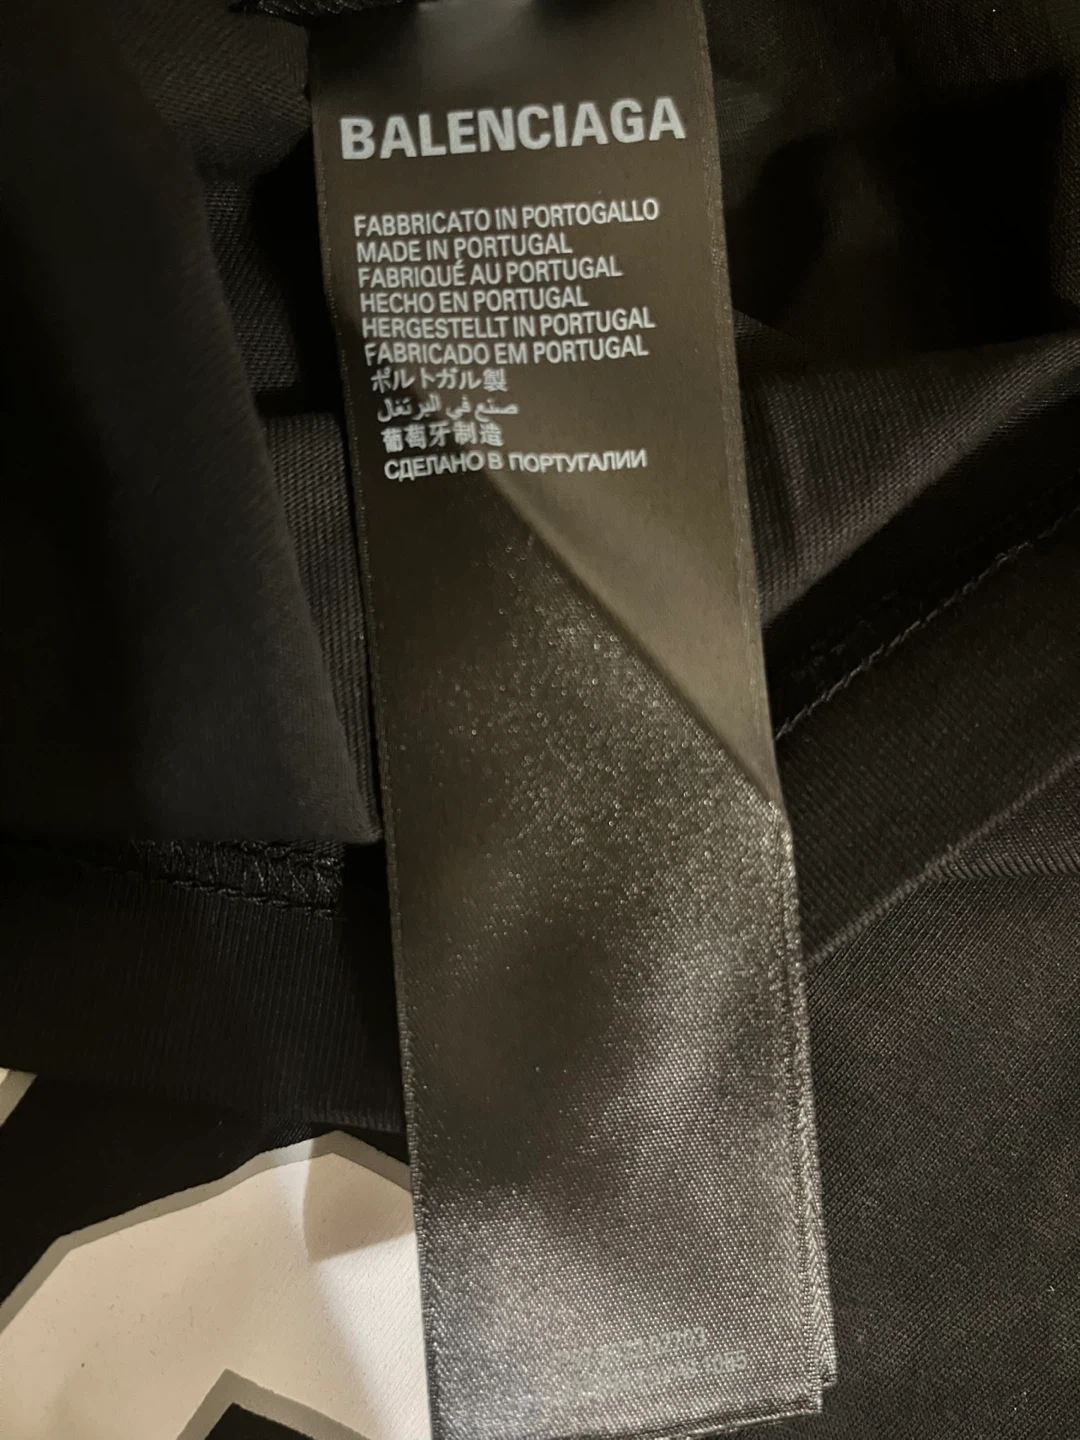 BALENCIAGA
FABBRICATO IN PORTOGALLO
MADE IN PORTUGAL
FABRIQUÉ AU PORTUGAL
HECHO EN PORTUGAL
HERGESTELLT IN PORTUGAL
FABRICADO EM PORTUGAL
ポルトガル製
صنع في البرتغال
葡萄牙制造
СДЕЛАНО В ПОРТУГАЛИИ